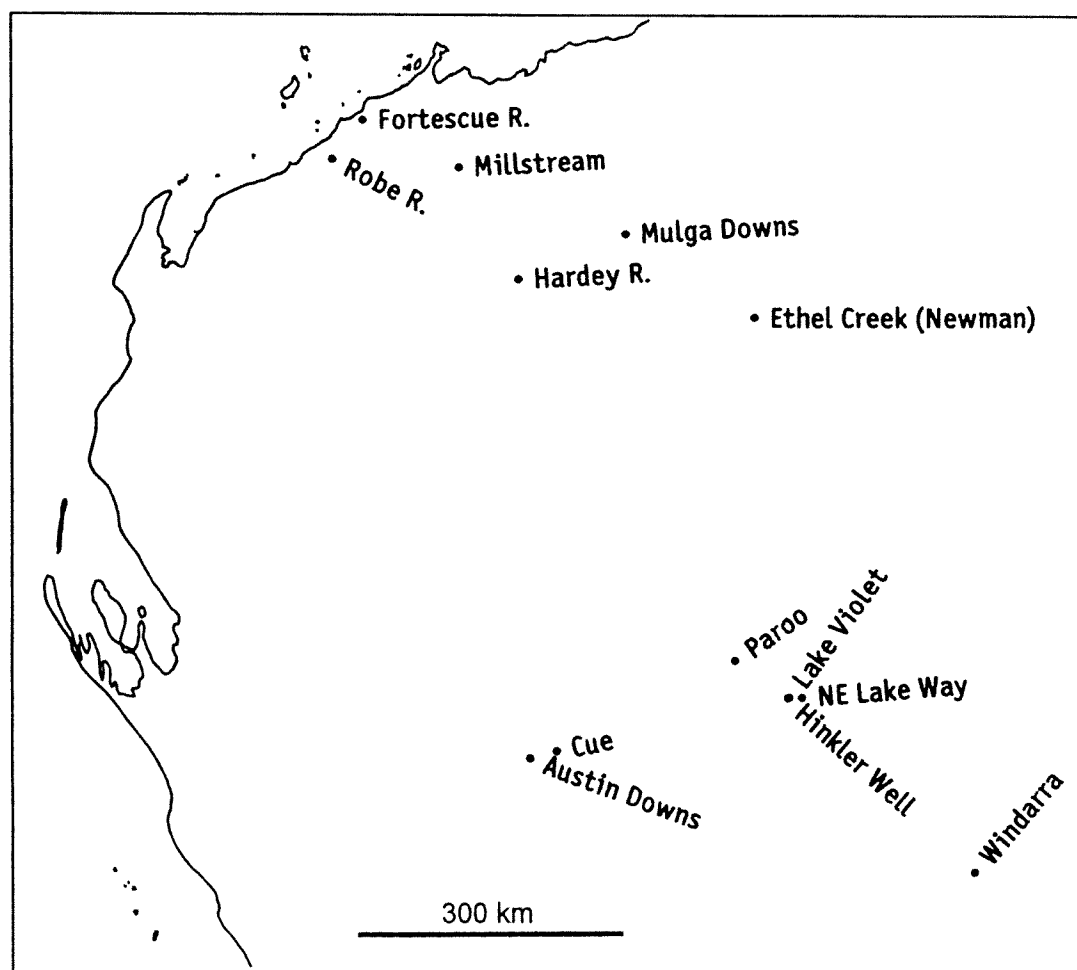 Fortescue R.
Robe R.
Millstream
Mulga Downs
Hardey R.
Ethel Creek (Newman)
Paroo
Lake Violet
NE Lake Way
Hinkler Well
Cue
Austin Downs
Windarra
300 km